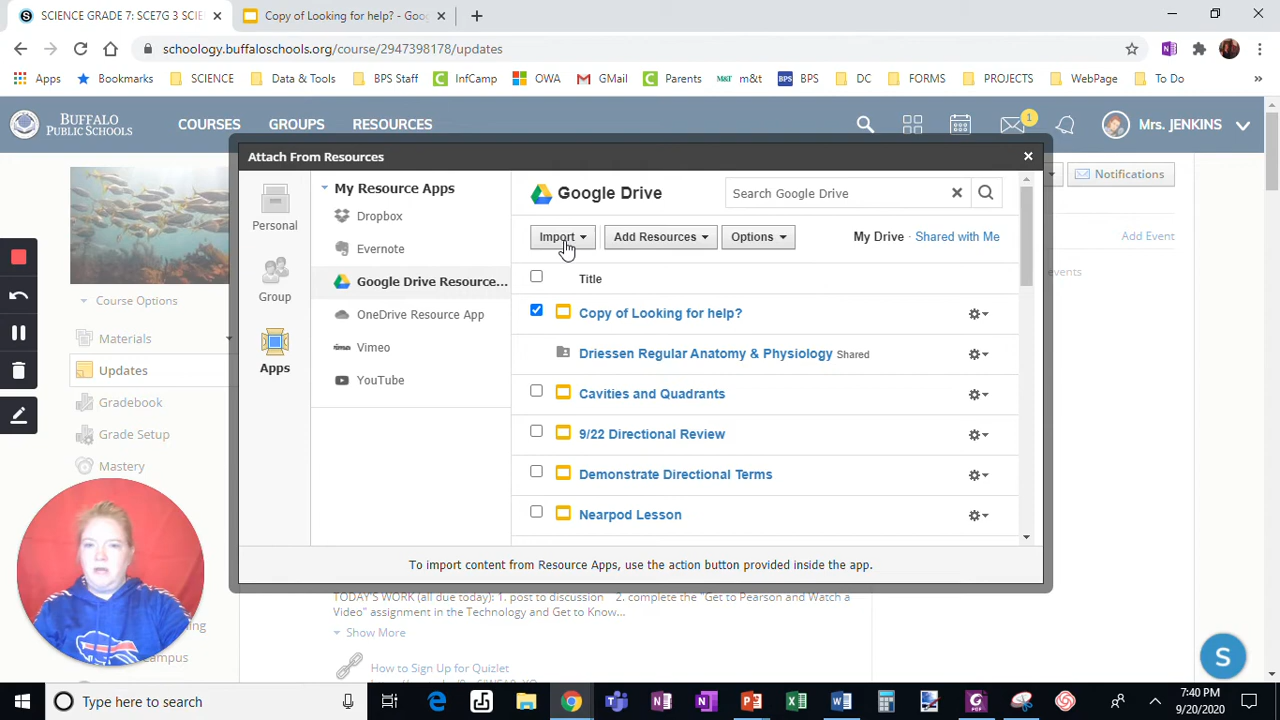 SCIENCE GRADE 7: SCE7G 3 SCIE
Copy of Looking for help? - Goog
schoology.buffaloschools.org/course/2947398178/updates
Apps Bookmarks SCIENCE Data & Tools BPS Staff InfCamp OWA GMail Parents m&t BPS DC FORMS PROJECTS WebPage To Do
BUFFALO
PUBLIC SCHOOLS
COURSES GROUPS RESOURCES 1 Mrs. JENKINS
Attach From Resources
Notifications
Add Event
events
Course Options
Materials
Updates
Gradebook
Grade Setup
Mastery
Personal
Group
Apps
My Resource Apps
Dropbox
Evernote
Google Drive Resource...
OneDrive Resource App
Vimeo
YouTube
Google Drive
Search Google Drive
Import Add Resources Options My Drive · Shared with Me
Title
Copy of Looking for help?
Driessen Regular Anatomy & Physiology Shared
Cavities and Quadrants
9/22 Directional Review
Demonstrate Directional Terms
Nearpod Lesson
To import content from Resource Apps, use the action button provided inside the app.
TODAY'S WORK (all due today): 1. post to discussion 2. complete the "Get to Pearson and Watch a
Video" assignment in the Technology and Get to Know...
Show More
How to Sign Up for Quizlet
S
Type here to search
7:40 PM
9/20/2020